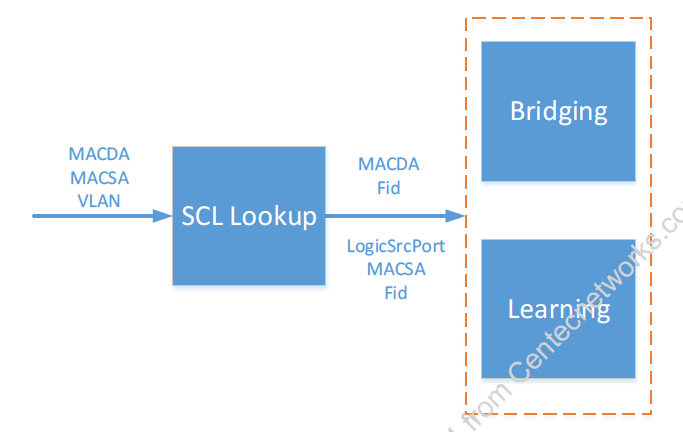 MACDA
MACSA
VLAN
SCL Lookup
MACDA
Fid
LogicSrcPort
MACSA
Fid
Bridging
Learning
from Centecnetworks.co